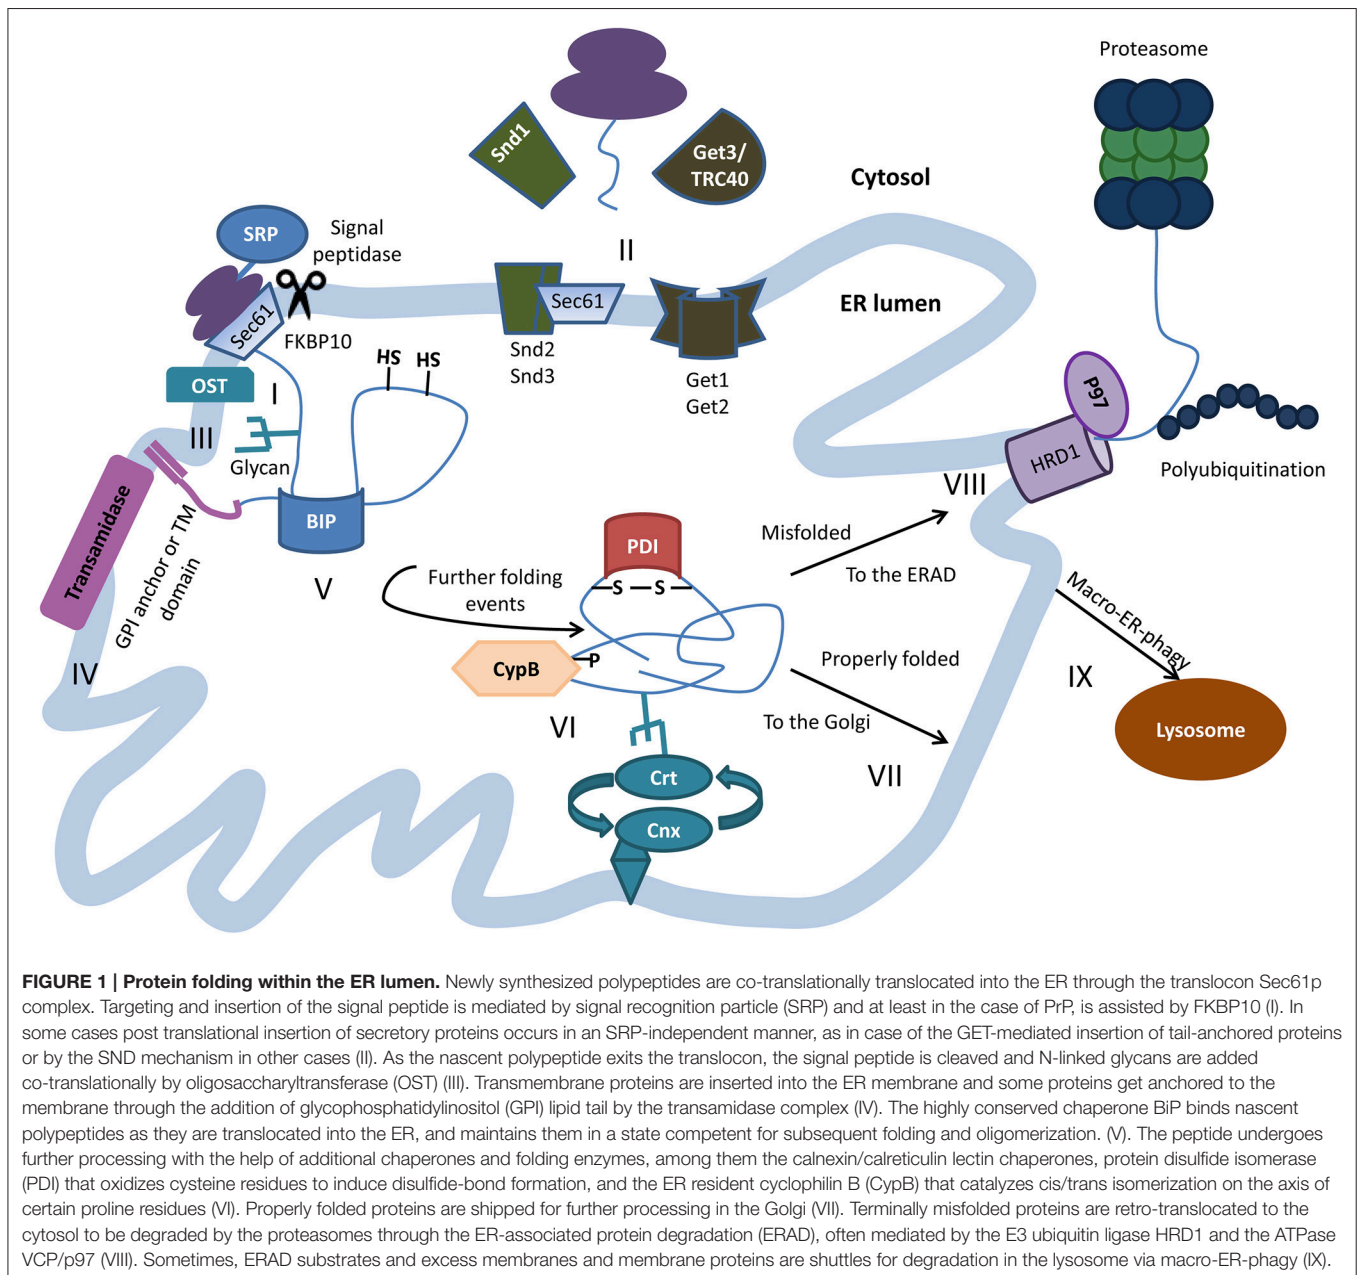 Proteasome
Snd1
Get3/
TRC40
Cytosol
SRP
Signal
peptidase
II
Sec61
FKBP10
Sec61
ER lumen
Snd2
Snd3
Get1
Get2
HS HS
OST
I
III
Glycan
P97
HRD1
Polyubiquitination
VIII
Transamidase
GPI anchor or TM
domain
BIP
V
PDI
S S
Misfolded
To the ERAD
Further folding
events
CypB
P
Properly folded
To the Golgi
Macro-ER-phagy
IX
IV
VI
VII
Lysosome
Crt
Cnx
FIGURE 1 | Protein folding within the ER lumen. Newly synthesized polypeptides are co-translationally translocated into the ER through the translocon Sec61p
complex. Targeting and insertion of the signal peptide is mediated by signal recognition particle (SRP) and at least in the case of PrP, is assisted by FKBP10 (I). In
some cases post translational insertion of secretory proteins occurs in an SRP-independent manner, as in case of the GET-mediated insertion of tail-anchored proteins
or by the SND mechanism in other cases (II). As the nascent polypeptide exits the translocon, the signal peptide is cleaved and N-linked glycans are added
co-translationally by oligosaccharyltransferase (OST) (III). Transmembrane proteins are inserted into the ER membrane and some proteins get anchored to the
membrane through the addition of glycophosphatidylinositol (GPI) lipid tail by the transamidase complex (IV). The highly conserved chaperone BiP binds nascent
polypeptides as they are translocated into the ER, and maintains them in a state competent for subsequent folding and oligomerization. (V). The peptide undergoes
further processing with the help of additional chaperones and folding enzymes, among them the calnexin/calreticulin lectin chaperones, protein disulfide isomerase
(PDI) that oxidizes cysteine residues to induce disulfide-bond formation, and the ER resident cyclophilin B (CypB) that catalyzes cis/trans isomerization on the axis of
certain proline residues (VI). Properly folded proteins are shipped for further processing in the Golgi (VII). Terminally misfolded proteins are retro-translocated to the
cytosol to be degraded by the proteasomes through the ER-associated protein degradation (ERAD), often mediated by the E3 ubiquitin ligase HRD1 and the ATPase
VCP/p97 (VIII). Sometimes, ERAD substrates and excess membranes and membrane proteins are shuttles for degradation in the lysosome via macro-ER-phagy (IX).